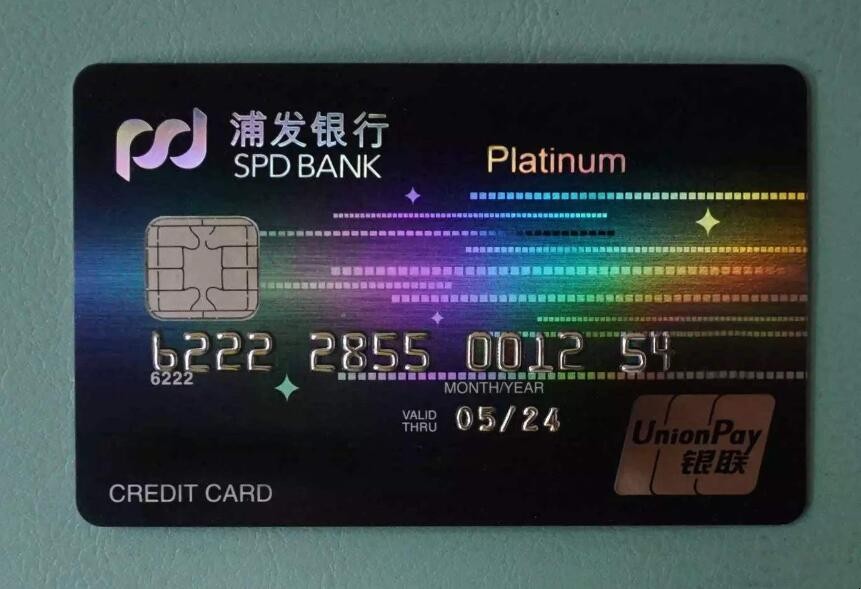 浦发银行
SPD BANK
Platinum
6222 2855 0012 54
6222
MONTH/YEAR
VALID THRU 05/24
UnionPay
银联
CREDIT CARD